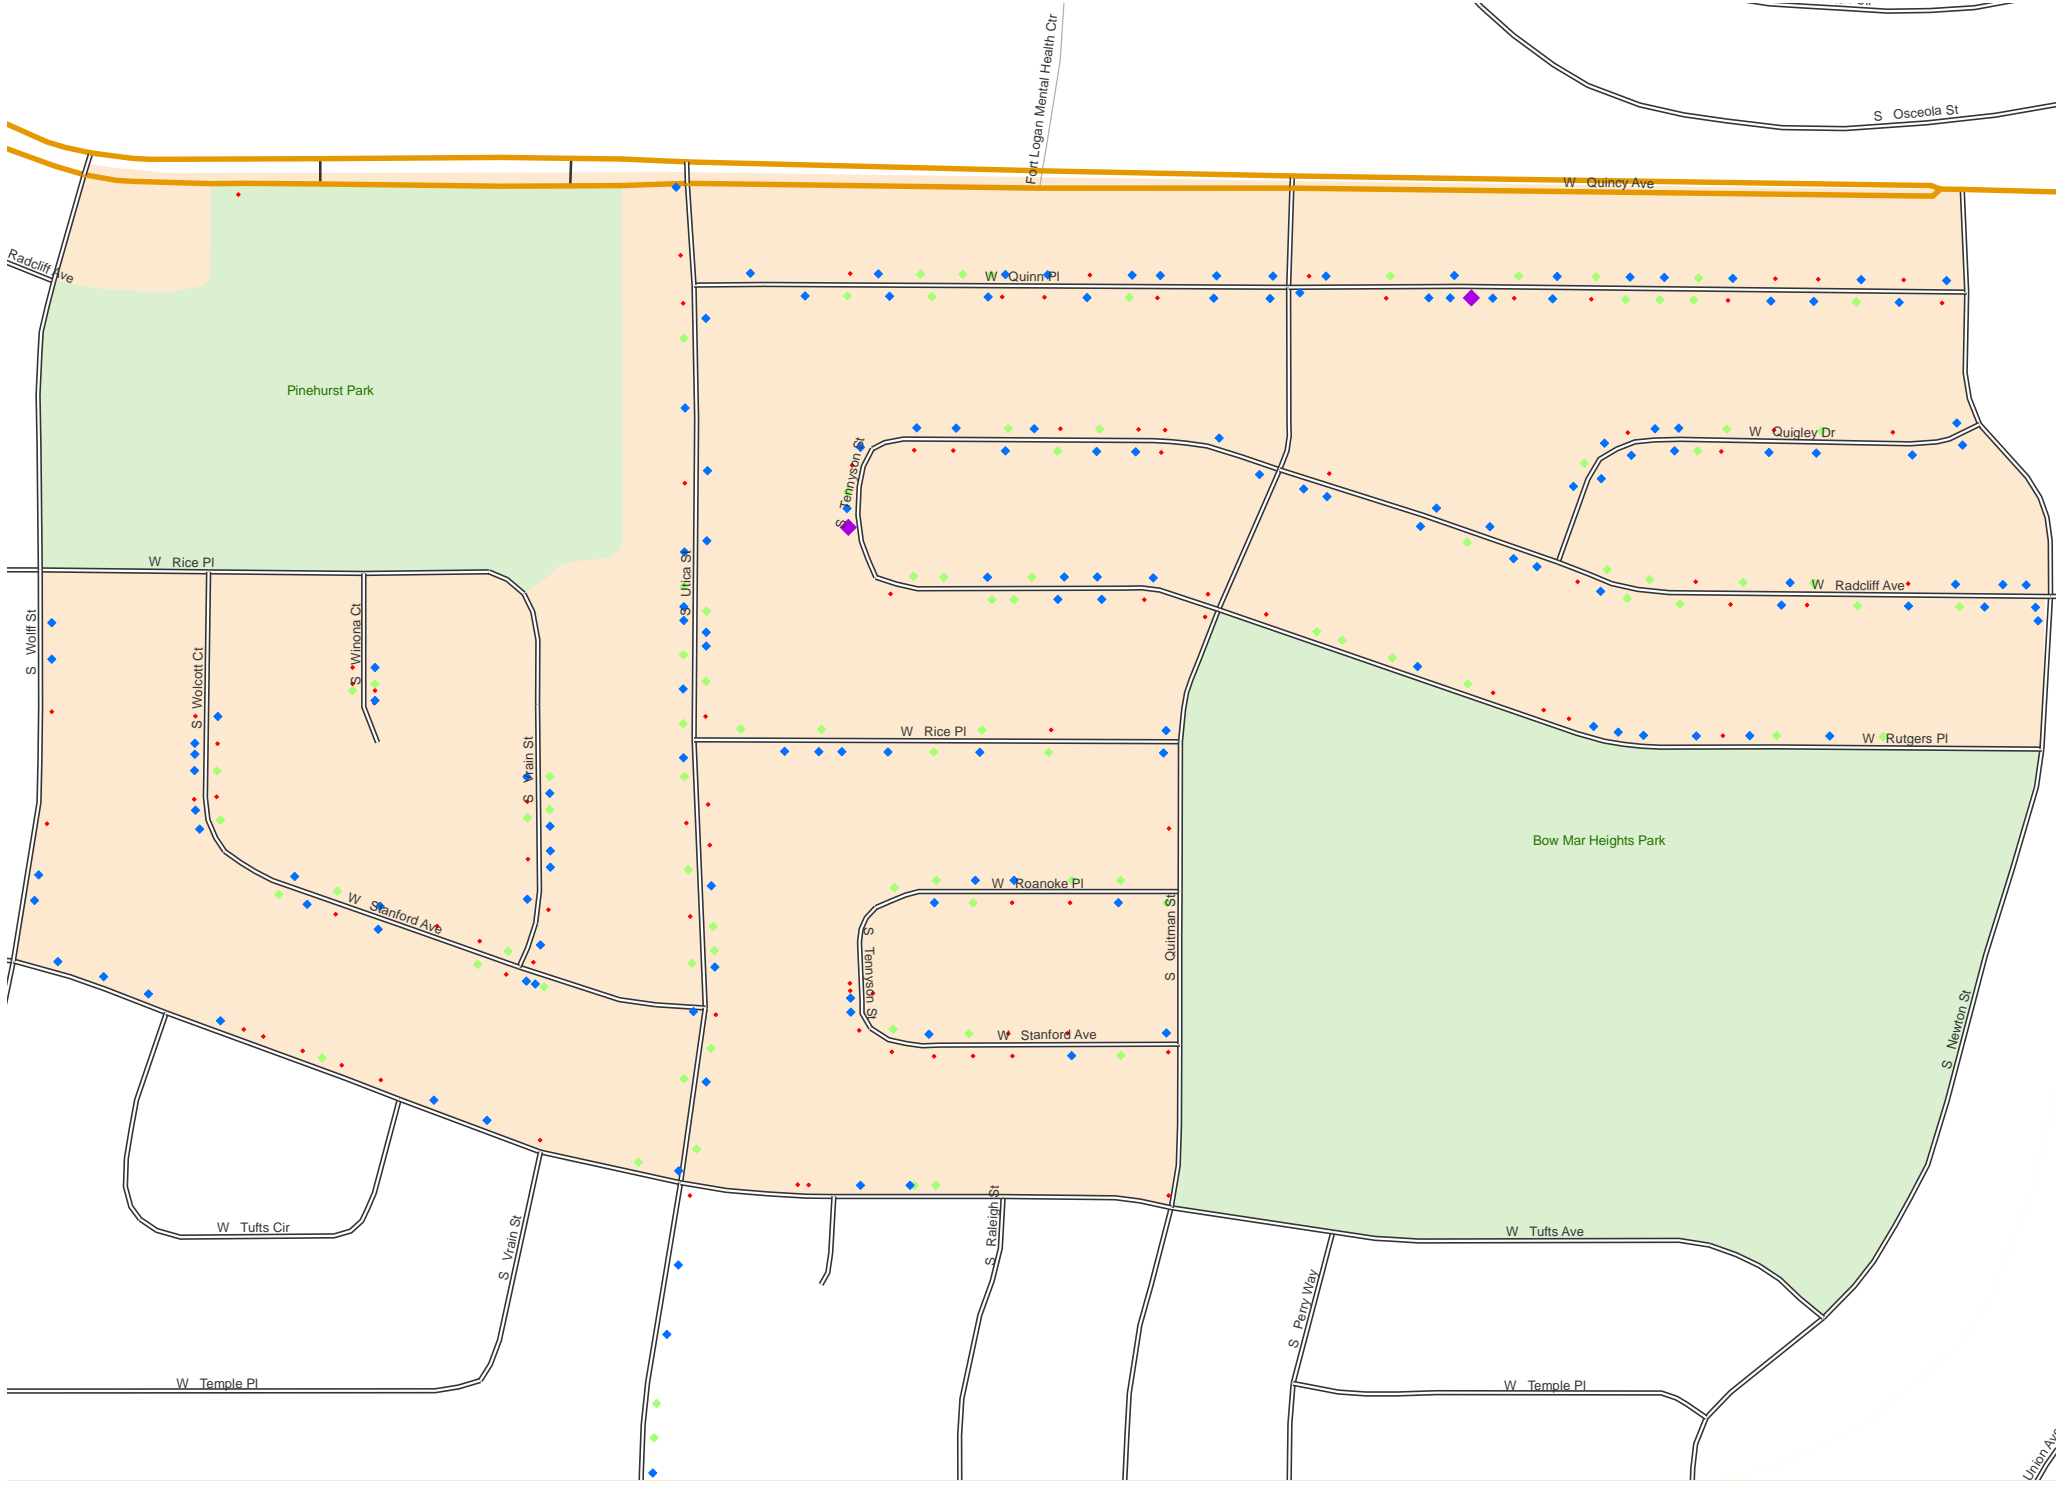 Fort Logan Mental Health Ctr
S Osceola St
W Quincy Ave
Radcliff Ave
W Quinn Pl
Pinehurst Park
S Tennyson St
W Quigley Dr
W Rice Pl
S Utica St
W Radcliff Ave
S Wolff St
S Winona Ct
S Wolcott Ct
S Vrain St
W Rice Pl
W Rutgers Pl
Bow Mar Heights Park
W Stanford Ave
W Roanoke Pl
S Tennyson St
S Quitman St
W Stanford Ave
S Newton St
W Tufts Cir
S Vrain St
S Raleigh St
W Tufts Ave
S Perry Way
W Temple Pl
W Temple Pl
Union Ave